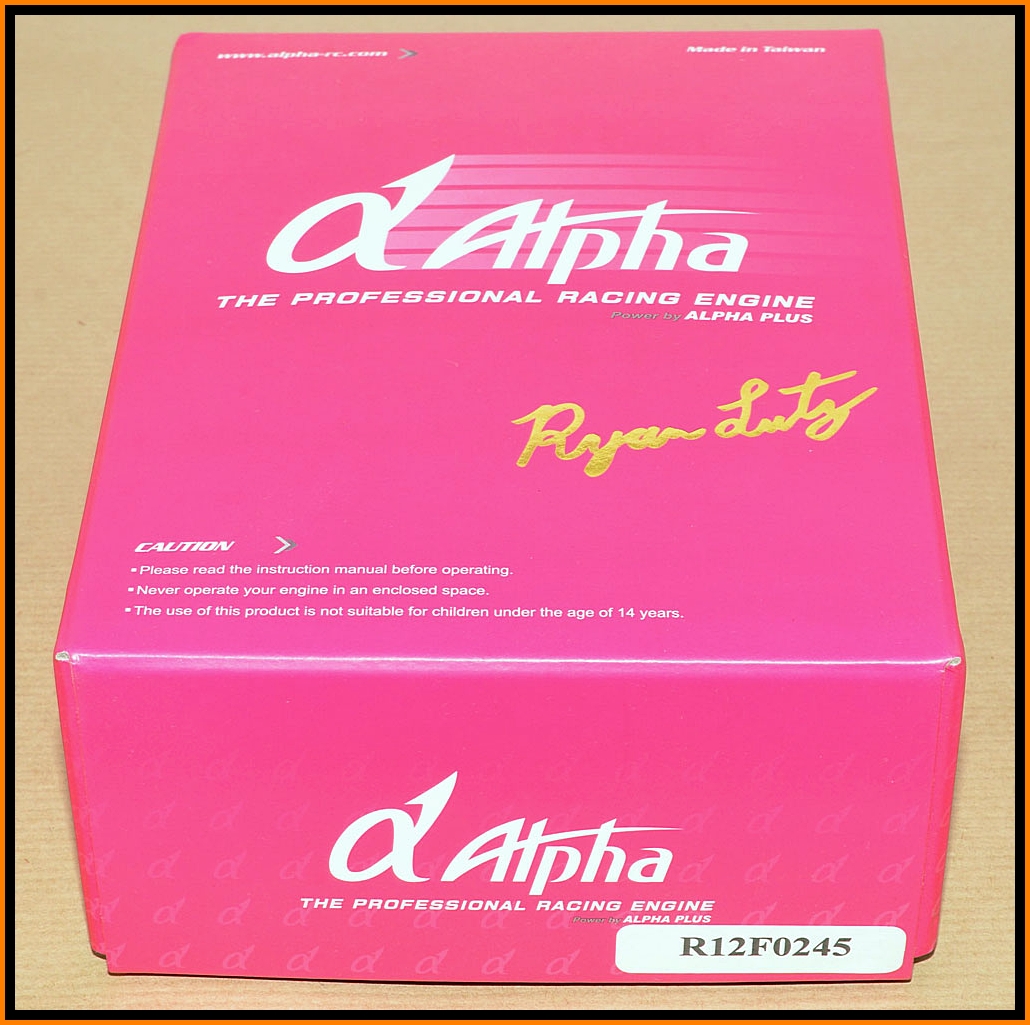 www.alpha-rc.com
Made in Taiwan
α Alpha
THE PROFESSIONAL RACING ENGINE
Power by ALPHA PLUS
Ryan Lutz
CAUTION
▪Please read the instruction manual before operating.
▪Never operate your engine in an enclosed space.
▪The use of this product is not suitable for children under the age of 14 years.
α Alpha
THE PROFESSIONAL RACING ENGINE
Power by ALPHA PLUS
R12F0245